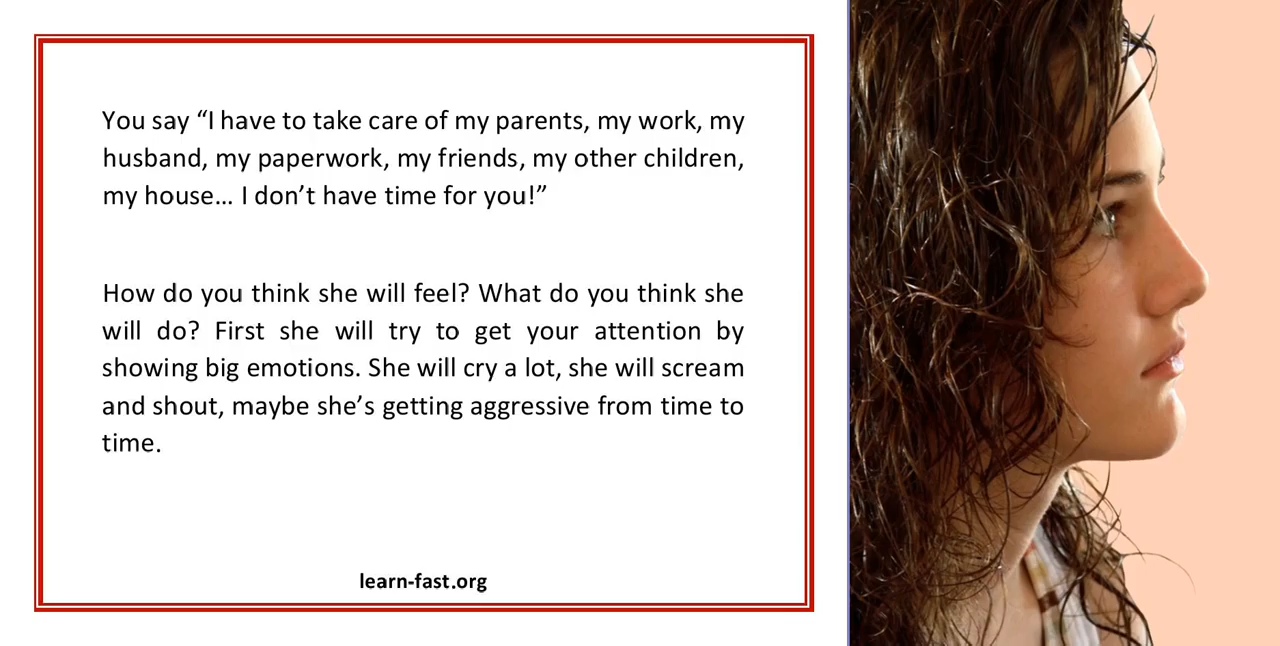 You say “I have to take care of my parents, my work, my
husband, my paperwork, my friends, my other children,
my house… I don’t have time for you!”
How do you think she will feel? What do you think she
will do? First she will try to get your attention by
showing big emotions. She will cry a lot, she will scream
and shout, maybe she’s getting aggressive from time to
time.
learn-fast.org